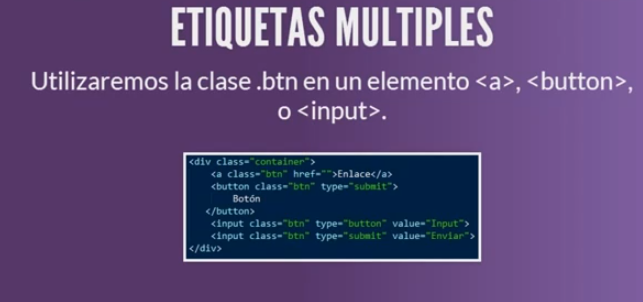 ETIQUETAS MULTIPLES
Utilizaremos la clase .btn en un elemento <a>, <button>,
o <input>.
<div class="container">
<a class="btn" href="">Enlace</a>
<button class="btn" type="submit">
Botón
</button>
<input class="btn" type="button" value="Input">
<input class="btn" type="submit" value="Enviar">
</div>